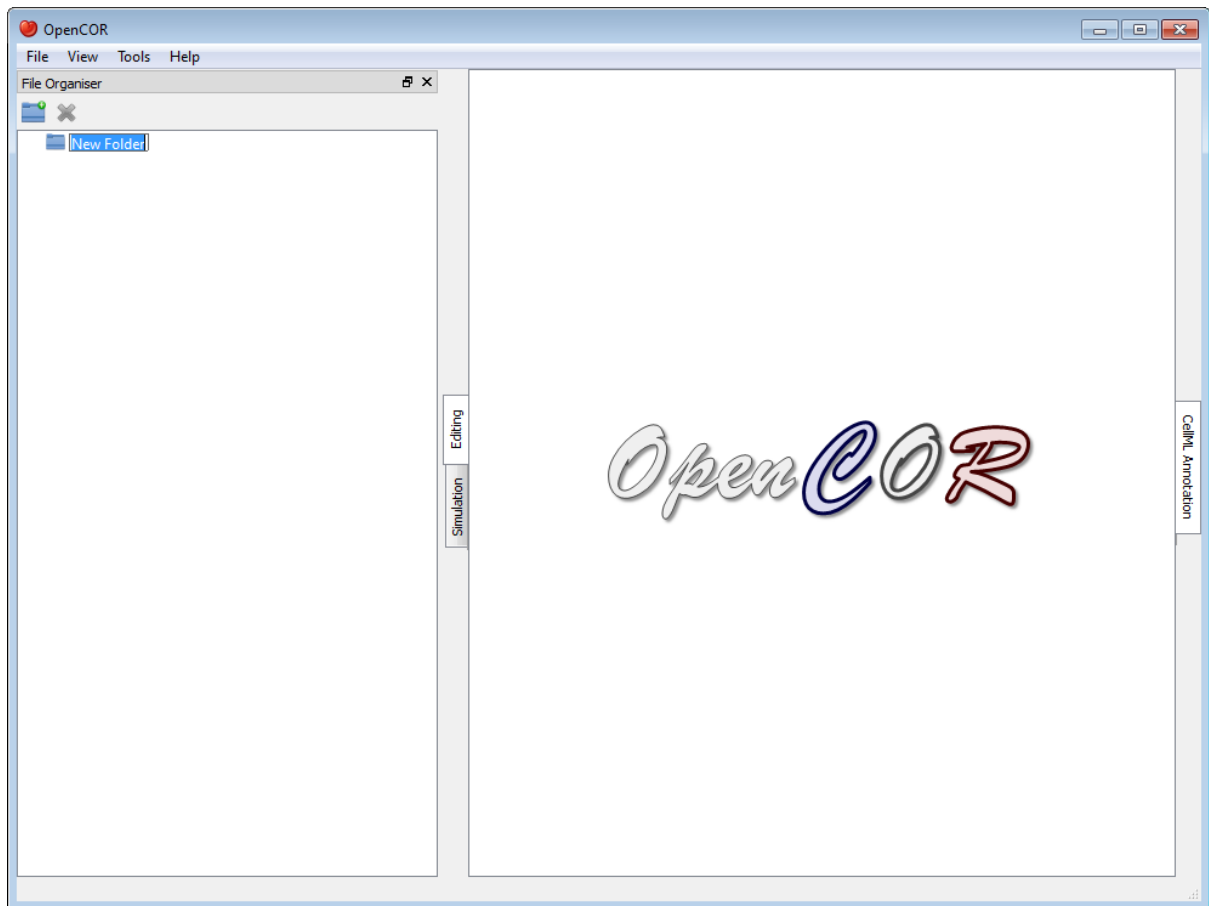 OpenCOR
File View Tools Help
File Organiser
New Folder
Editing
Simulation
OpenCOR
CellML Annotation